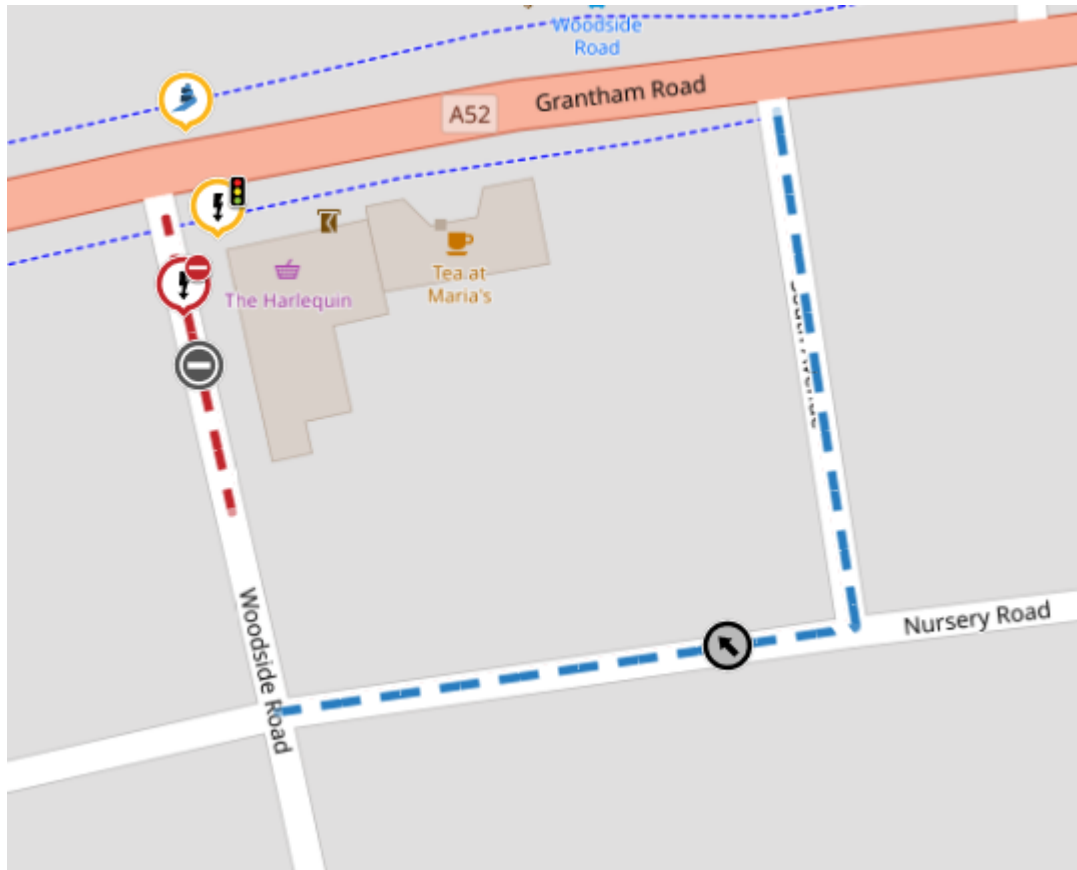 Woodside
Road
Grantham Road
A52
Tea at
Maria's
The Harlequin
Nursery Road
Woodside Road